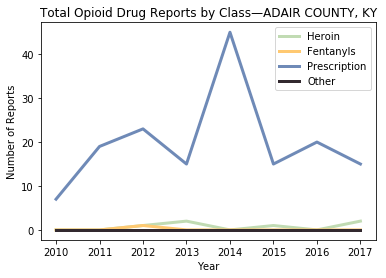 Total Opioid Drug Reports by Class—ADAIR COUNTY, KY
Heroin
Fentanyls
Prescription
Other
Number of Reports
40
30
20
10
0
2010 2011 2012 2013 2014 2015 2016 2017
Year